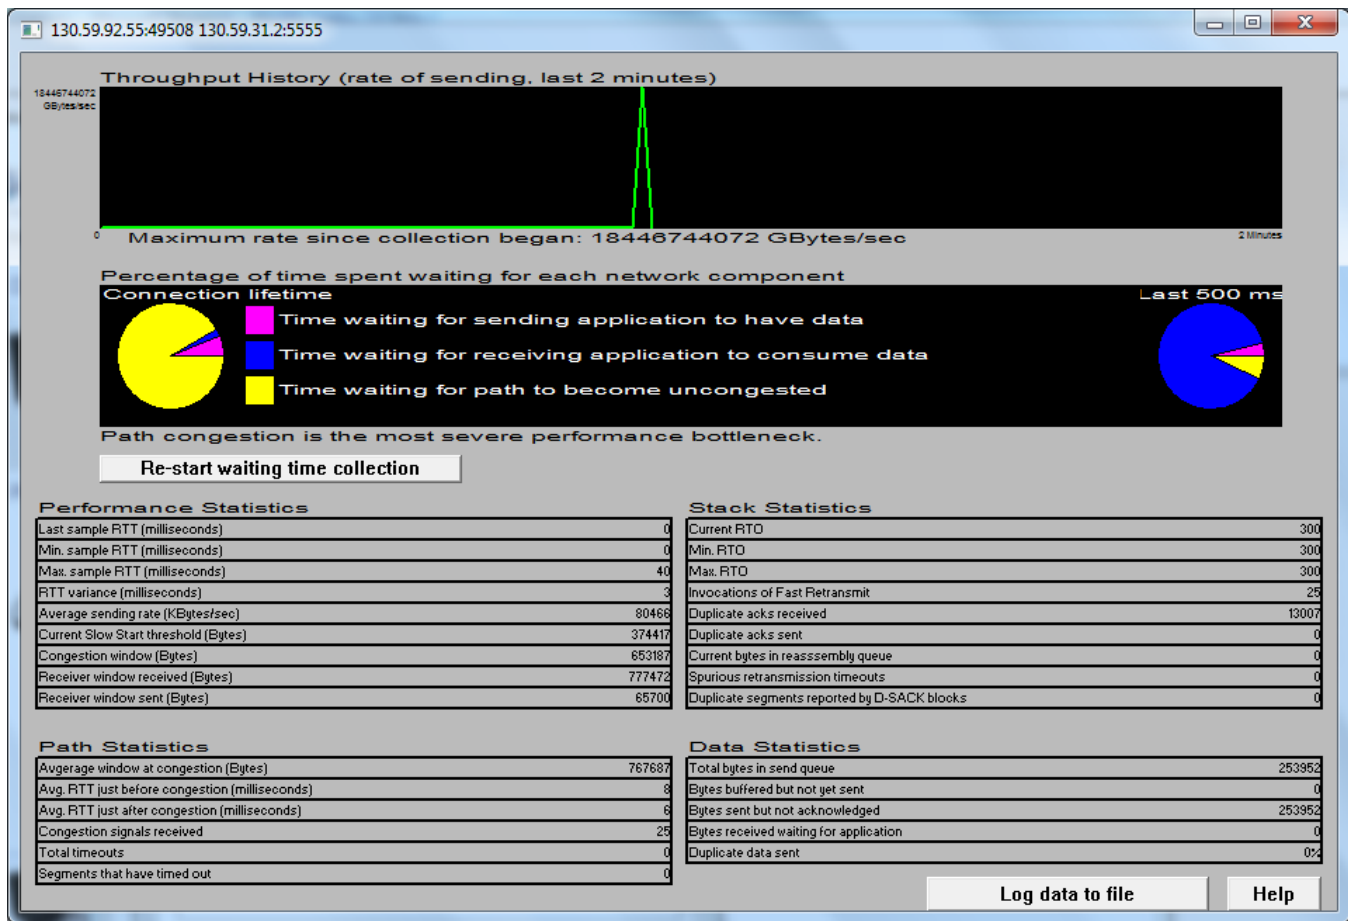 130.59.92.55:49508 130.59.31.2:5555
Throughput History (rate of sending, last 2 minutes)
18446744072
GBytes/sec
0
Maximum rate since collection began: 18446744072 GBytes/sec
2 Minutes
Percentage of time spent waiting for each network component
Connection lifetime
Last 500 ms
Time waiting for sending application to have data
Time waiting for receiving application to consume data
Time waiting for path to become uncongested
Path congestion is the most severe performance bottleneck.
Re-start waiting time collection
Performance Statistics
Last sample RTT (milliseconds) 0
Min. sample RTT (milliseconds) 0
Max. sample RTT (milliseconds) 40
RTT variance (milliseconds) 3
Average sending rate (KBytes/sec) 80466
Current Slow Start threshold (Bytes) 374417
Congestion window (Bytes) 653187
Receiver window received (Bytes) 777472
Receiver window sent (Bytes) 65700
Stack Statistics
Current RTO 300
Min. RTO 300
Max. RTO 300
Invocations of Fast Retransmit 25
Duplicate acks received 13007
Duplicate acks sent 0
Current bytes in reasssembly queue 0
Spurious retransmission timeouts 0
Duplicate segments reported by D-SACK blocks 0
Path Statistics
Avgerage window at congestion (Bytes) 767687
Avg. RTT just before congestion (milliseconds) 8
Avg. RTT just after congestion (milliseconds) 6
Congestion signals received 25
Total timeouts 0
Segments that have timed out 0
Data Statistics
Total bytes in send queue 253952
Bytes buffered but not yet sent 0
Bytes sent but not acknowledged 253952
Bytes received waiting for application 0
Duplicate data sent 0%
Log data to file
Help